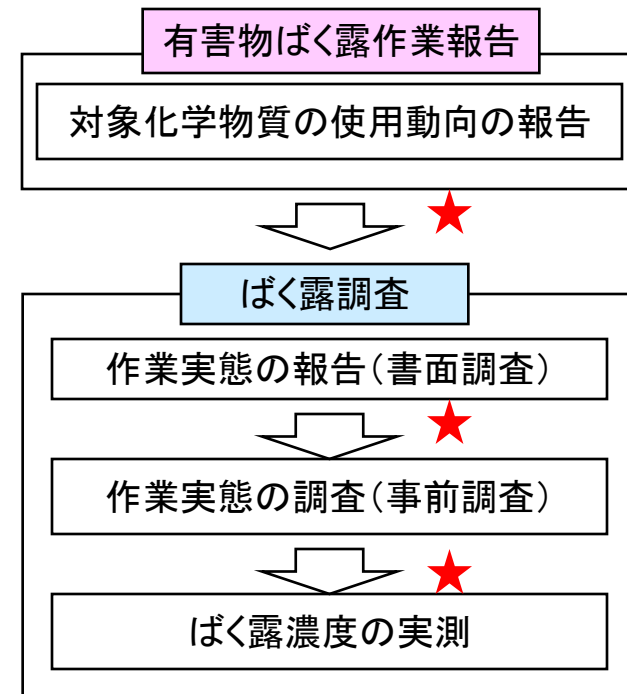 有害物ばく露作業報告
対象化学物質の使用動向の報告
★
ばく露調査
作業実態の報告（書面調査）
★
作業実態の調査（事前調査）
★
ばく露濃度の実測